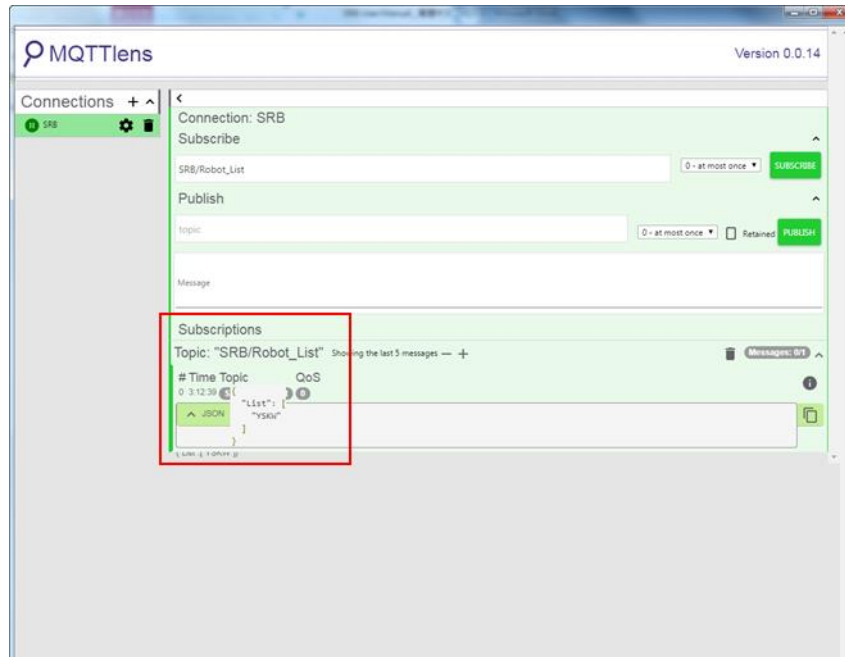 MQTTlens
Version 0.0.14
Connections
SRB
Connection: SRB
Subscribe
SRB/Robot_List
0 - at most once
SUBSCRIBE
Publish
topic
0 - at most once
Retained
PUBLISH
Message
Subscriptions
Topic: "SRB/Robot_List" Showing the last 5 messages
Messages: 0/1
# Time Topic QoS
0 3:12:39
0
JSON
{
"List": [
"YSKW"
]
}